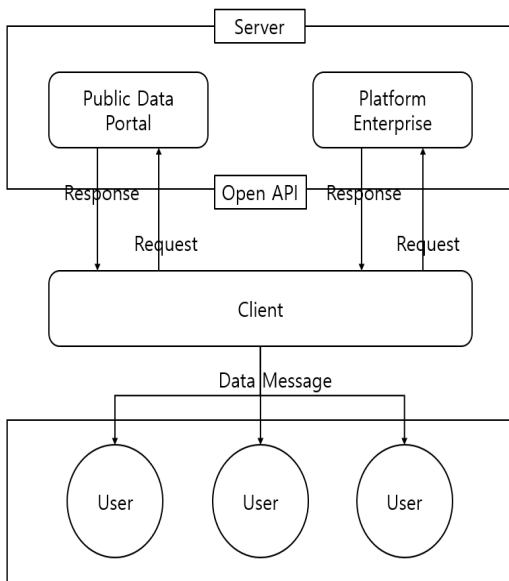 Server
Public Data
Portal
Platform
Enterprise
Response
Open API
Response
Request
Request
Client
Data Message
User
User
User